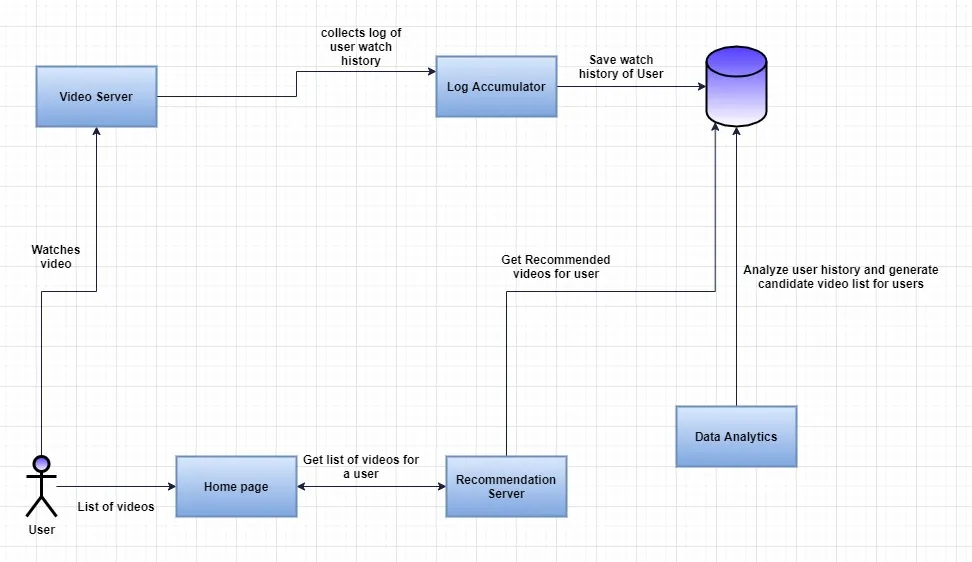 collects log of
user watch
history
Save watch
history of User
Video Server
Log Accumulator
Watches
video
Get Recommended
videos for user
Analyze user history and generate
candidate video list for users
Data Analytics
Get list of videos for
a user
Home page
Recommendation
Server
List of videos
User